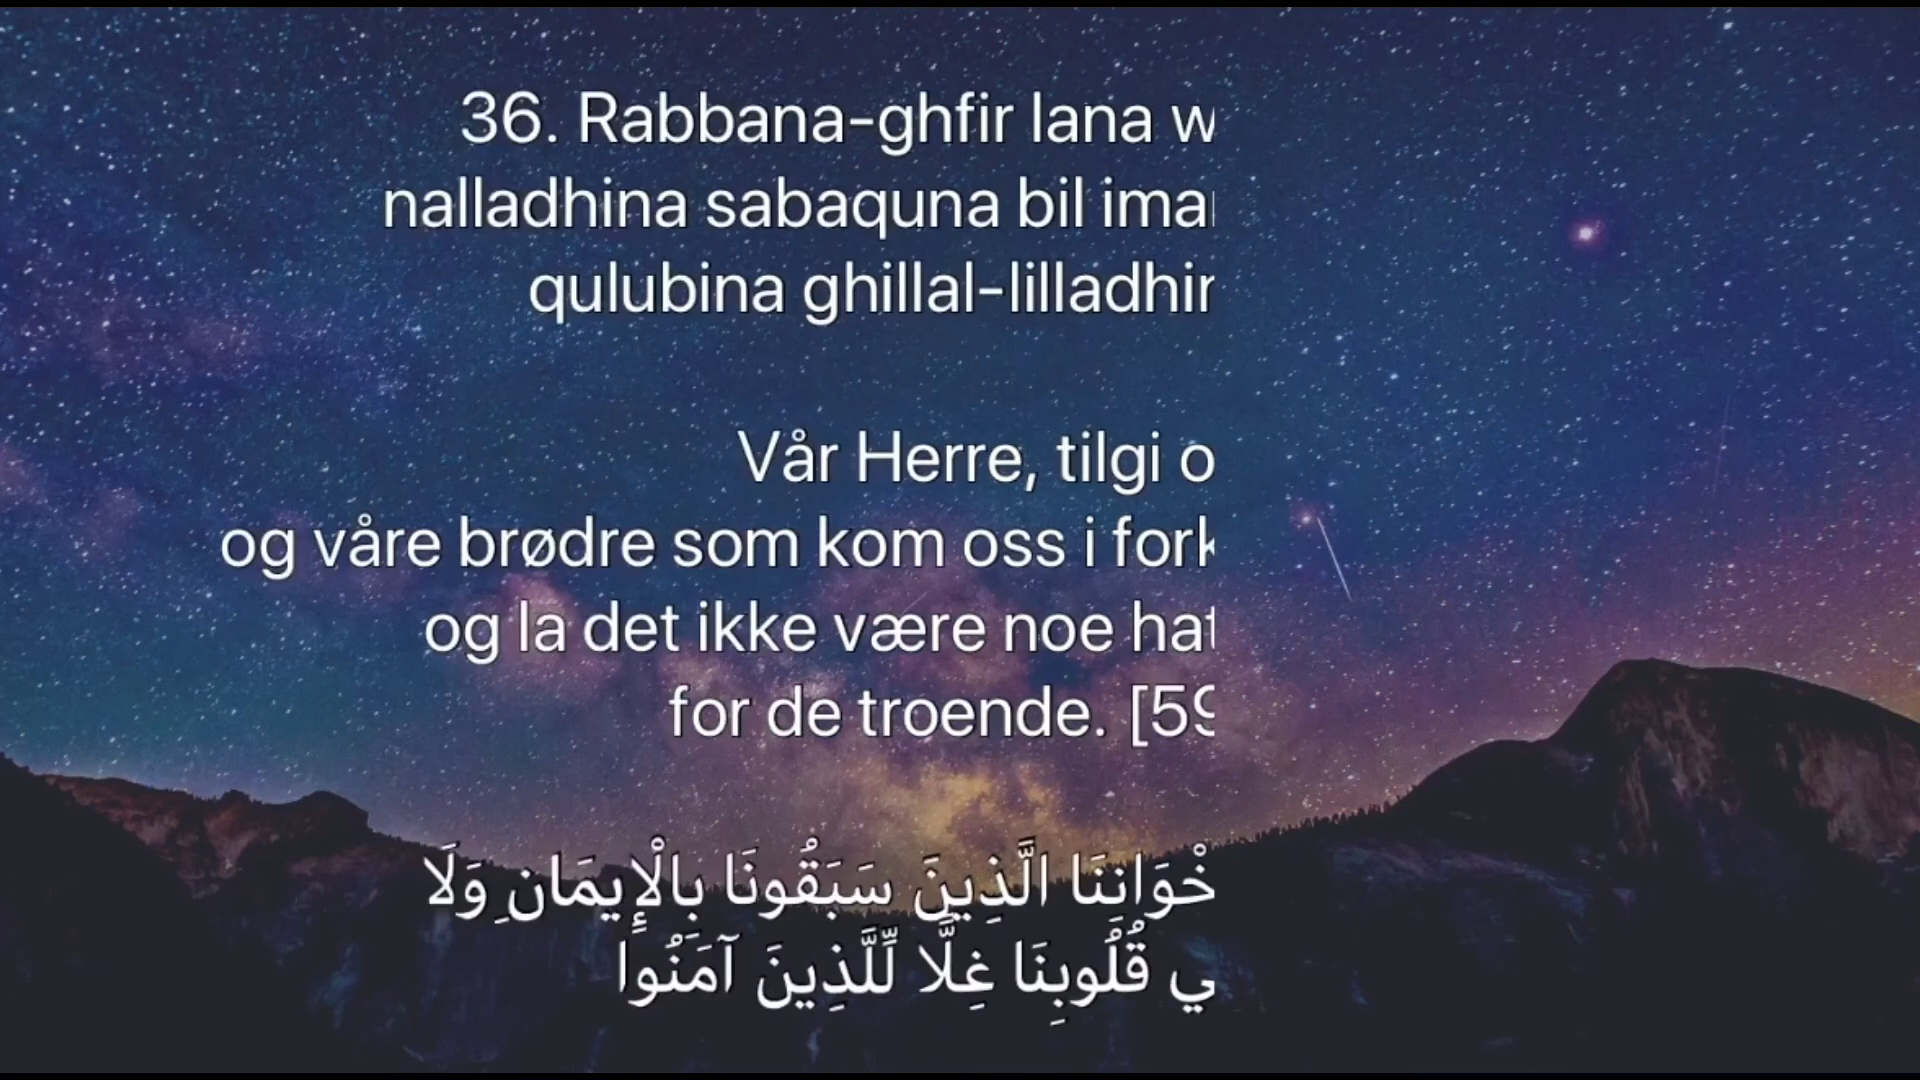 36. Rabbana-ghfir lana w
nalladhina sabaquna bil ima
qulubina ghillal-lilladhi
Vår Herre, tilgi o
og våre brødre som kom oss i fork
og la det ikke være noe hat
for de troende. [59
خْوَانِنَا الَّذِينَ سَبَقُونَا بِالْإِيمَانِ وَلَا
ي قُلُوبِنَا غِلًّا لِّلَّذِينَ آمَنُوا